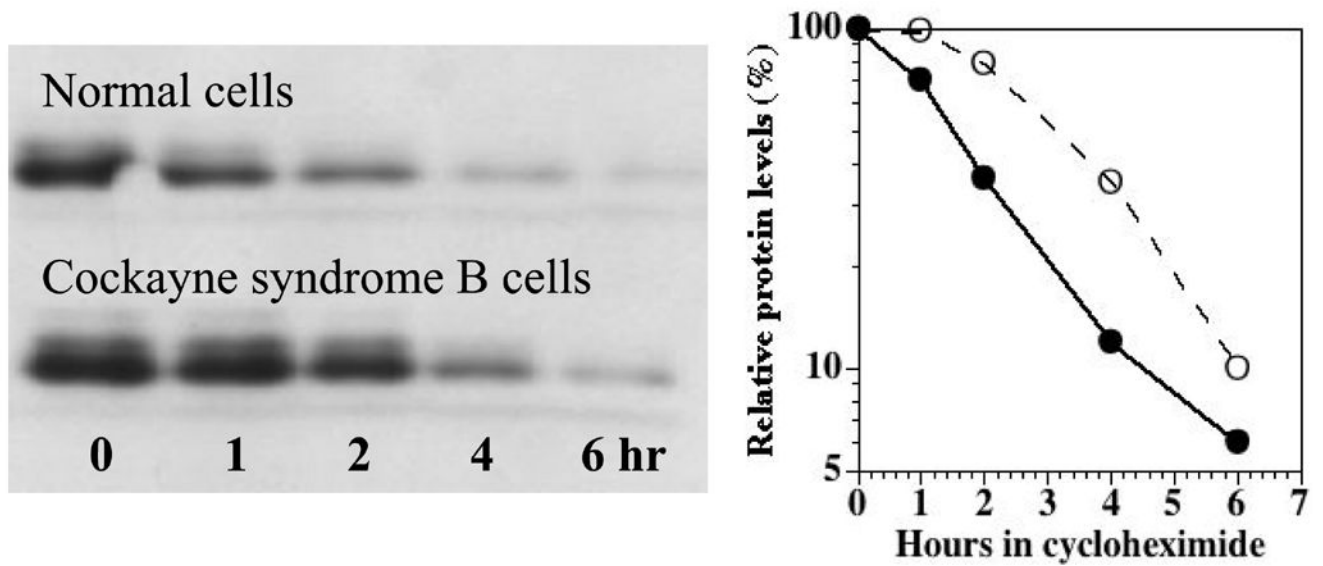 Normal cells
Cockayne syndrome B cells
0 1 2 4 6 hr
Relative protein levels (%)
100
10
5
0 1 2 3 4 5 6 7
Hours in cycloheximide